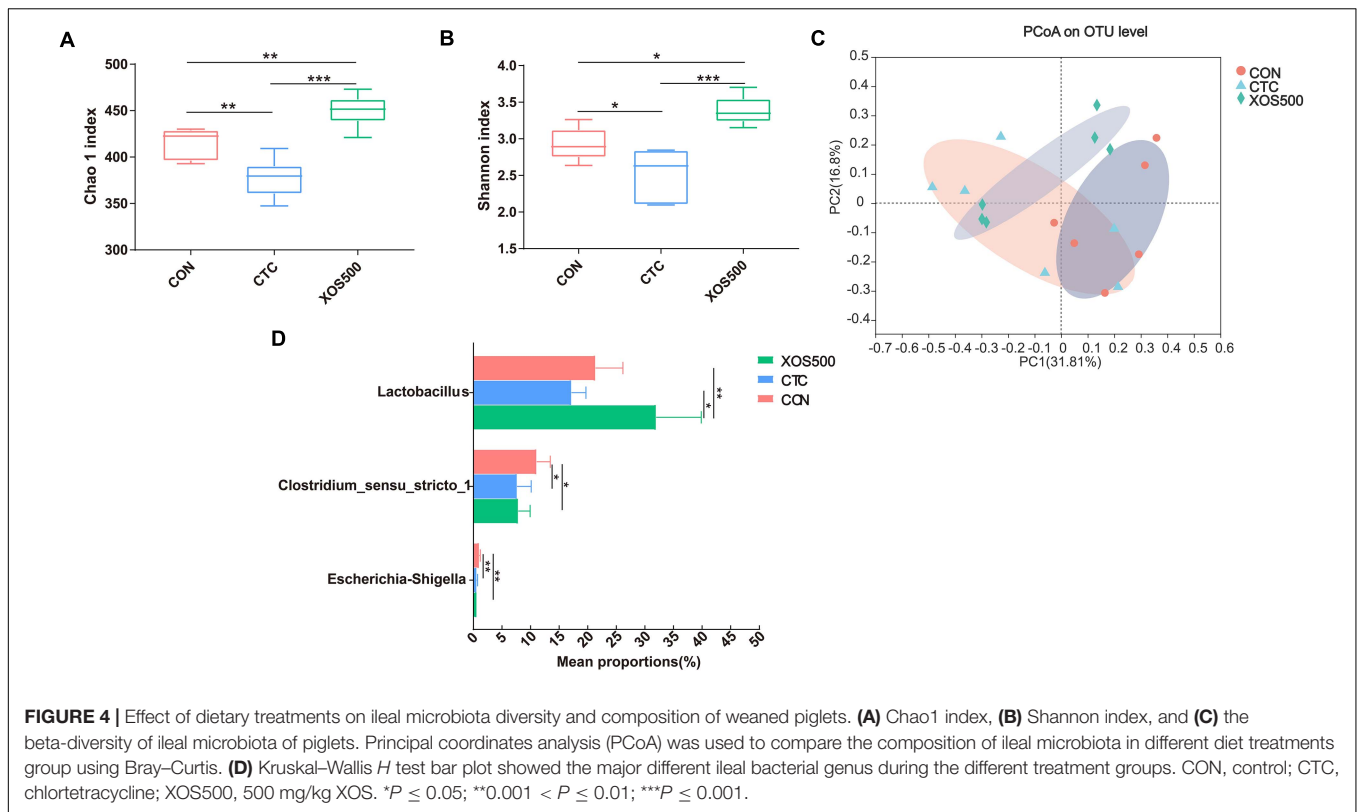 A
Chao 1 index
500
450
400
350
300
**
***
**
CON
CTC
XOS500
B
Shannon index
4.0
3.5
3.0
2.5
2.0
1.5
*
***
*
CON
CTC
XOS500
C
PCoA on OTU level
PC2(16.8%)
0.5
0.4
0.3
0.2
0.1
0
-0.1
-0.2
-0.3
-0.4
-0.7 -0.6 -0.5 -0.4 -0.3 -0.2 -0.1 0 0.1 0.2 0.3 0.4 0.5 0.6
PC1(31.81%)
CON
CTC
XOS500
D
Lactobacillus
* **
Clostridium_sensu_stricto_1
* *
Escherichia-Shigella
** **
0 5 10 15 20 25 30 35 40 45 50
Mean proportions(%)
XOS500
CTC
CON
FIGURE 4 | Effect of dietary treatments on ileal microbiota diversity and composition of weaned piglets. (A) Chao1 index, (B) Shannon index, and (C) the
beta-diversity of ileal microbiota of piglets. Principal coordinates analysis (PCoA) was used to compare the composition of ileal microbiota in different diet treatments
group using Bray–Curtis. (D) Kruskal–Wallis H test bar plot showed the major different ileal bacterial genus during the different treatment groups. CON, control; CTC,
chlortetracycline; XOS500, 500 mg/kg XOS. *P ≤ 0.05; **0.001 < P ≤ 0.01; ***P ≤ 0.001.